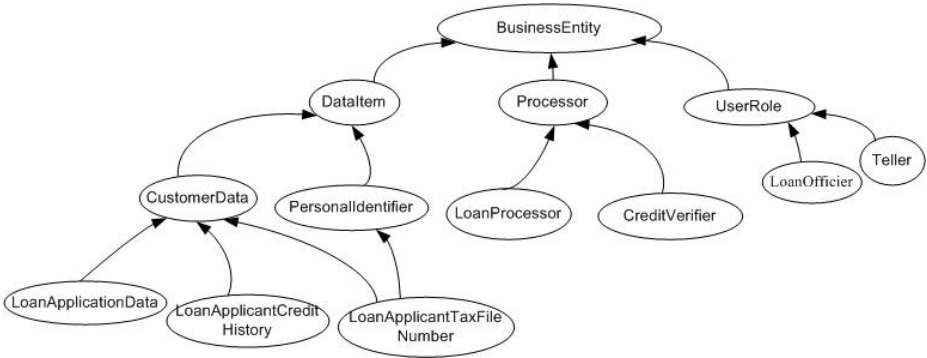 BusinessEntity
DataItem
Processor
UserRole
Teller
LoanOfficier
CustomerData
PersonalIdentifier
LoanProcessor
CreditVerifier
LoanApplicationData
LoanApplicantCredit
History
LoanApplicantTaxFile
Number